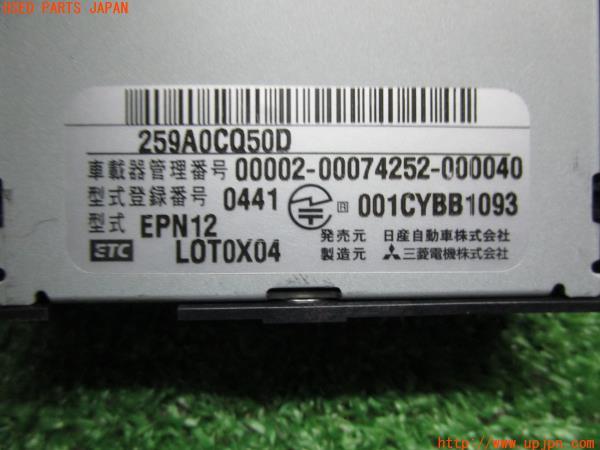 USED PARTS JAPAN
259A0CQ50D
車載器管理番号 00002-00074252-000040
型式登録番号 0441 R 001CYBB1093
型式 EPN12 発売元 日産自動車株式会社
ETC LOT0X04 製造元 三菱電機株式会社
http://www.upjpn.com/